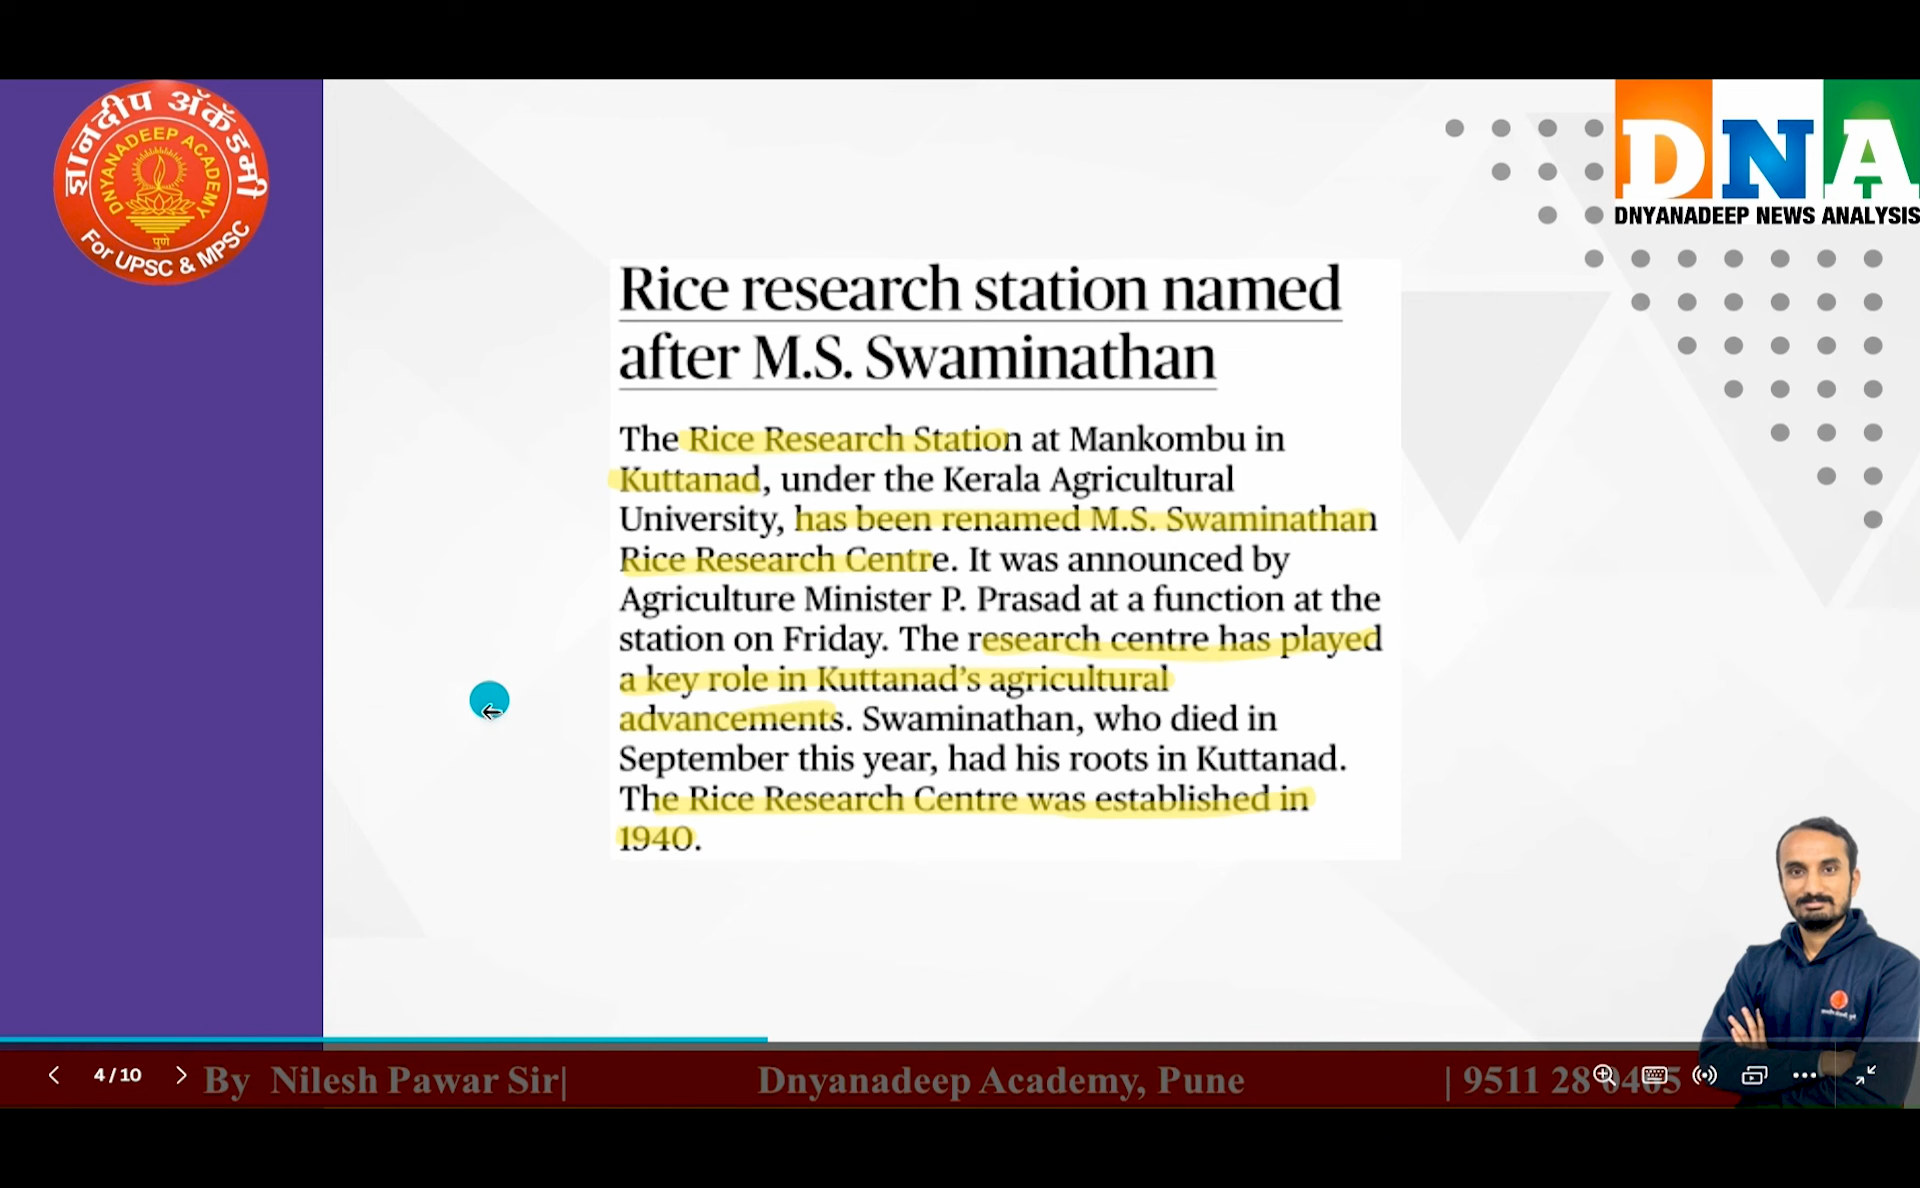 ज्ञानदीप अ‍ॅकॅडमी
DNYANADEEP ACADEMY
पुणे
For UPSC & MPSC
DNA
DNYANADEEP NEWS ANALYSIS
Rice research station named
after M.S. Swaminathan
The Rice Research Station at Mankombu in
Kuttanad, under the Kerala Agricultural
University, has been renamed M.S. Swaminathan
Rice Research Centre. It was announced by
Agriculture Minister P. Prasad at a function at the
station on Friday. The research centre has played
a key role in Kuttanad’s agricultural
advancements. Swaminathan, who died in
September this year, had his roots in Kuttanad.
The Rice Research Centre was established in
1940.
4/10 By Nilesh Pawar Sir| Dnyanadeep Academy, Pune | 9511 28